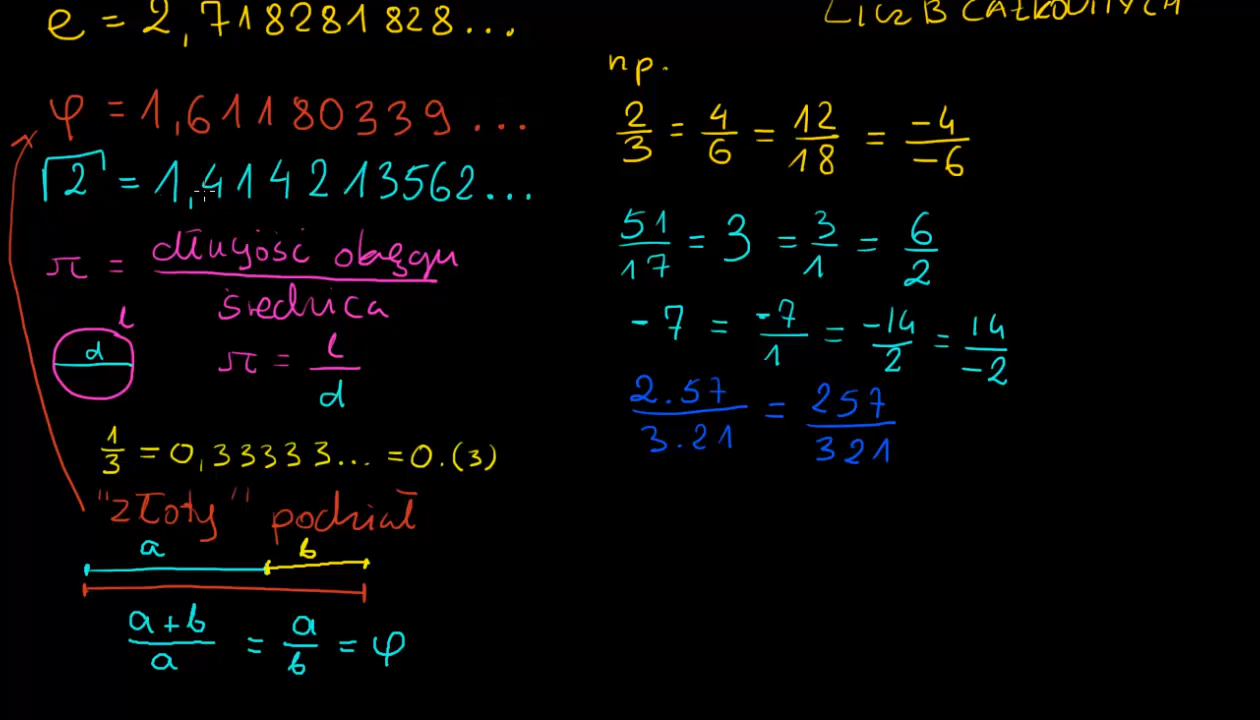 e = 2,718281828...
φ = 1,61180339...
√2 = 1,414213562...
π = długość okręgu / średnica
l
d
π = l/d
1/3 = 0,33333... = 0.(3)
"złoty" podział
a b
(a+b)/a = a/b = φ
LICZB CAŁKOWITYCH
np.
2/3 = 4/6 = 12/18 = -4/-6
51/17 = 3 = 3/1 = 6/2
-7 = -7/1 = -14/2 = 14/-2
2.57/3.21 = 257/321